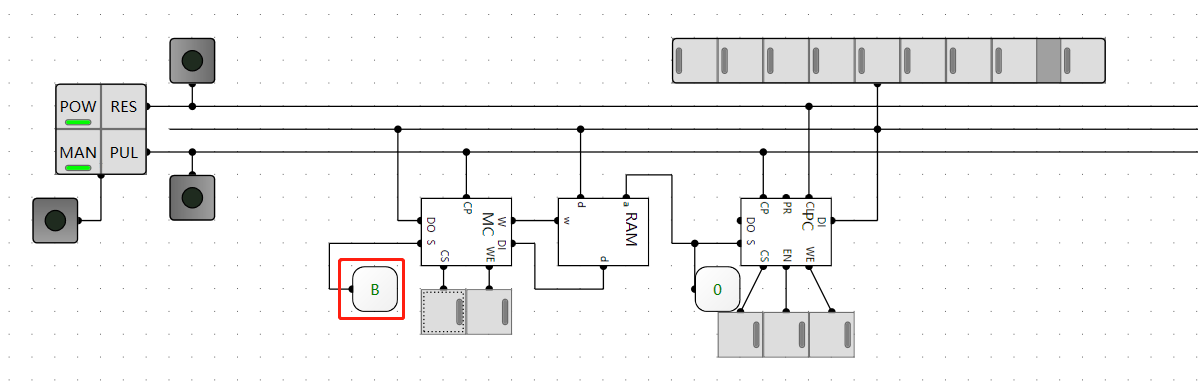 POW RES
MAN PUL
CP
DO
S
MC
W
DI
CS
WE
B
d
a
w
RAM
d
CP
PR
CL
PC
DI
DO
S
CS
EN
WE
0